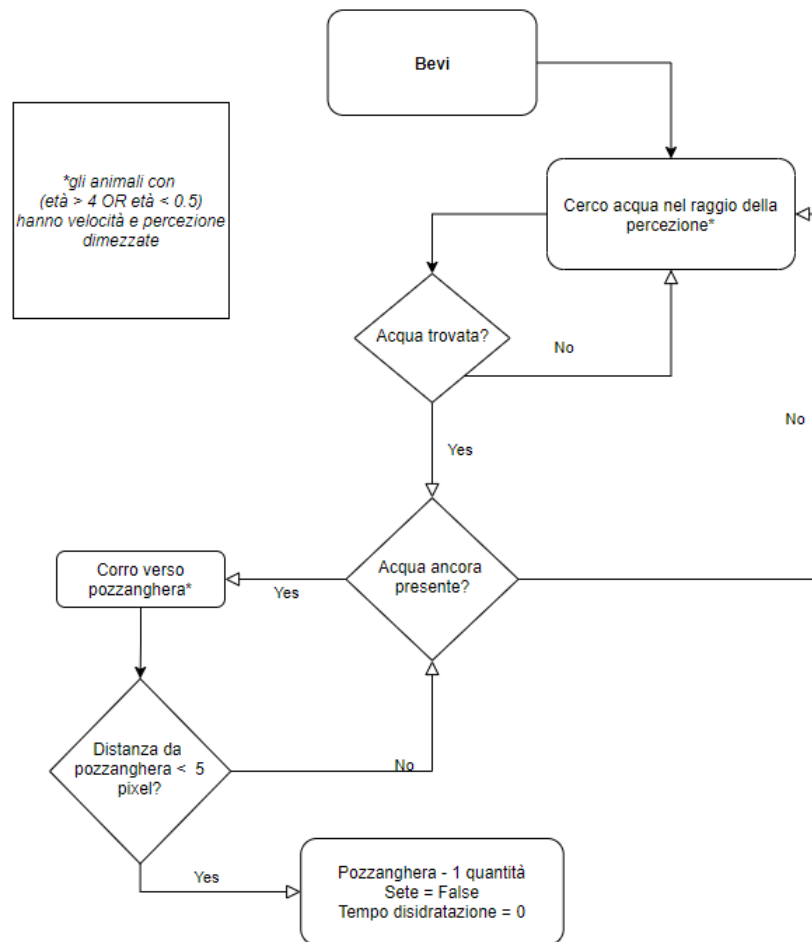 Bevi
*gli animali con
(età > 4 OR età < 0.5)
hanno velocità e percezione
dimezzate
Cerco acqua nel raggio della
percezione*
Acqua trovata?
No
No
Yes
Acqua ancora
presente?
Corro verso
pozzanghera*
Yes
Distanza da
pozzanghera < 5
pixel?
No
Yes
Pozzanghera - 1 quantità
Sete = False
Tempo disidratazione = 0